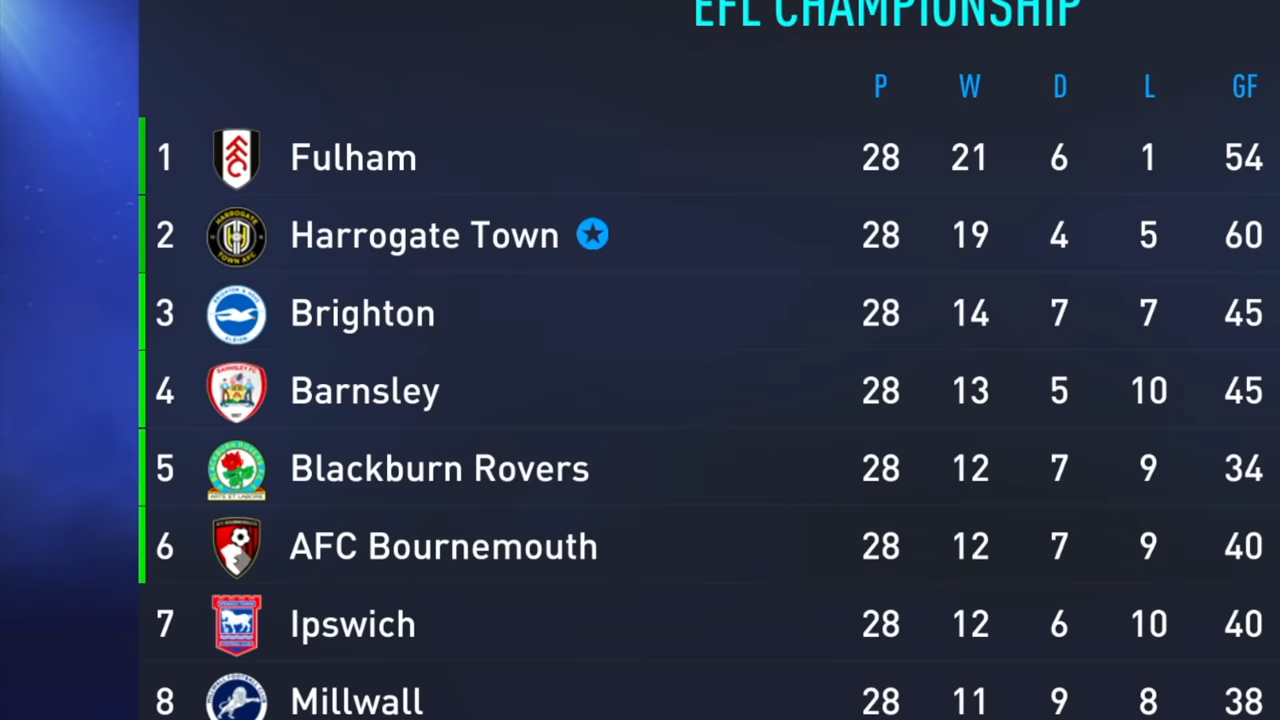 EFL CHAMPIONSHIP
P W D L GF
1 Fulham 28 21 6 1 54
2 Harrogate Town 28 19 4 5 60
3 Brighton 28 14 7 7 45
4 Barnsley 28 13 5 10 45
5 Blackburn Rovers 28 12 7 9 34
6 AFC Bournemouth 28 12 7 9 40
7 Ipswich 28 12 6 10 40
8 Millwall 28 11 9 8 38